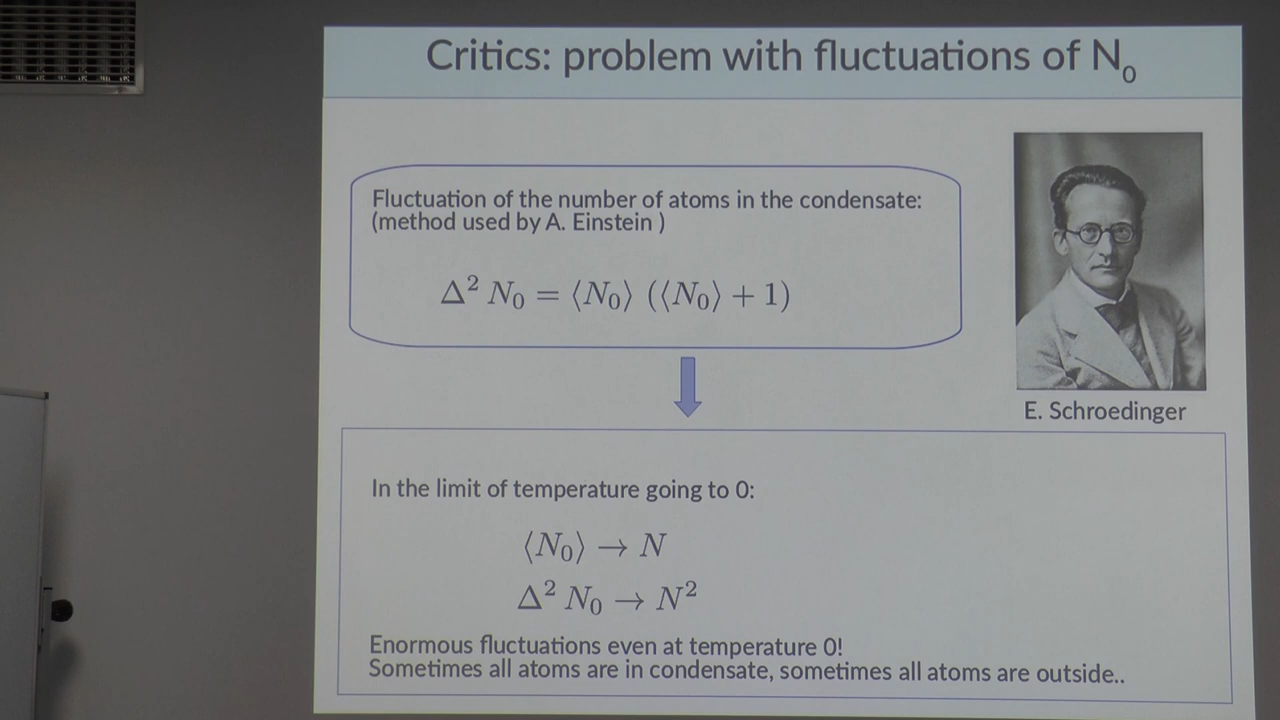 Critics: problem with fluctuations of N₀
Fluctuation of the number of atoms in the condensate:
(method used by A. Einstein )
Δ² N₀ = ⟨N₀⟩ (⟨N₀⟩ + 1)
E. Schroedinger
In the limit of temperature going to 0:
⟨N₀⟩ → N
Δ² N₀ → N²
Enormous fluctuations even at temperature 0!
Sometimes all atoms are in condensate, sometimes all atoms are outside..